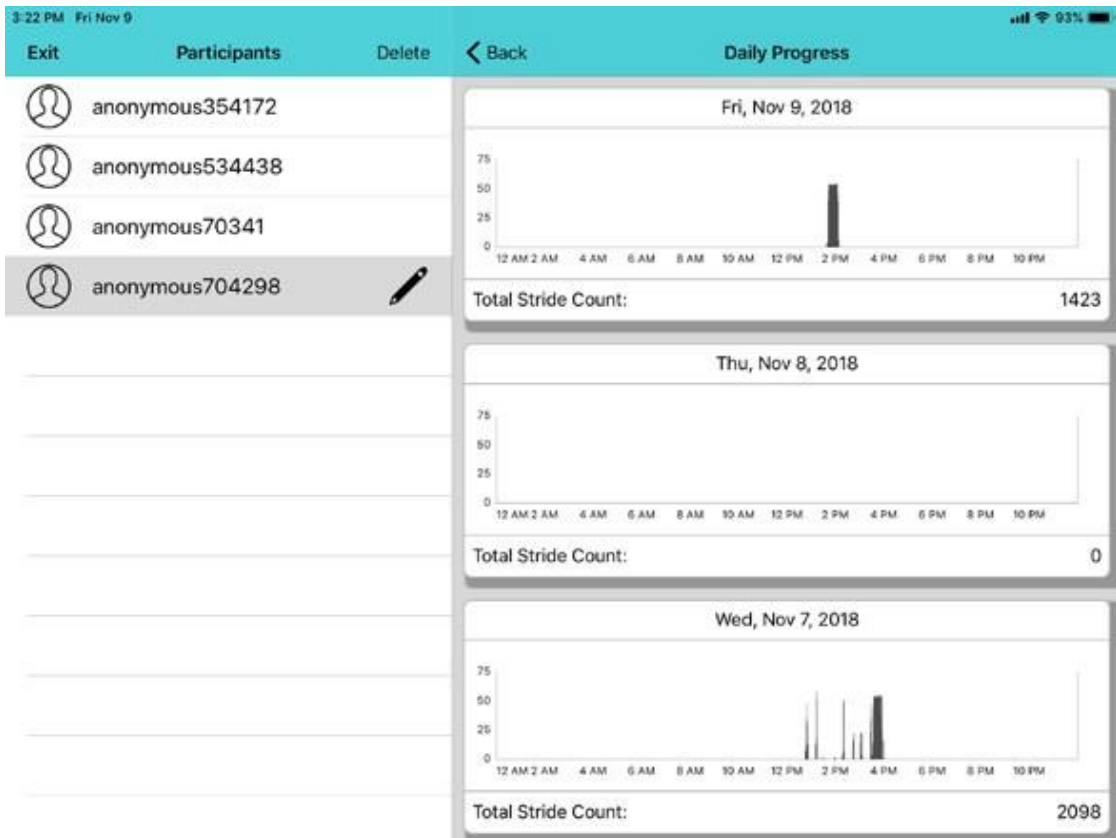 3:22 PM Fri Nov 9
93%
Exit Participants Delete
anonymous354172
anonymous534438
anonymous70341
anonymous704298
Back Daily Progress
Fri, Nov 9, 2018
75
50
25
0
12 AM 2 AM 4 AM 6 AM 8 AM 10 AM 12 PM 2 PM 4 PM 6 PM 8 PM 10 PM
Total Stride Count: 1423
Thu, Nov 8, 2018
75
50
25
0
12 AM 2 AM 4 AM 6 AM 8 AM 10 AM 12 PM 2 PM 4 PM 6 PM 8 PM 10 PM
Total Stride Count: 0
Wed, Nov 7, 2018
75
50
25
0
12 AM 2 AM 4 AM 6 AM 8 AM 10 AM 12 PM 2 PM 4 PM 6 PM 8 PM 10 PM
Total Stride Count: 2098